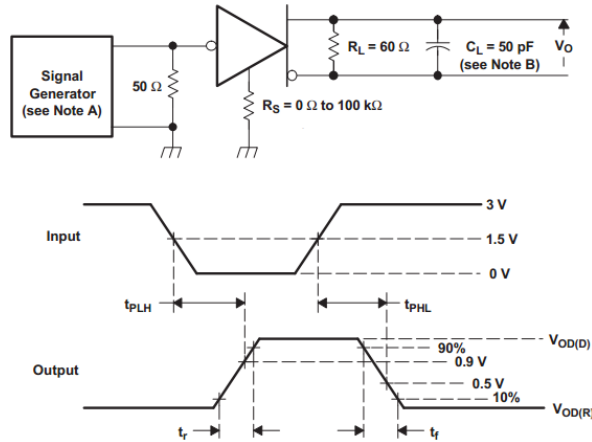 Signal
Generator
(see Note A)
50 Ω
R_S = 0 Ω to 100 kΩ
R_L = 60 Ω
C_L = 50 pF
(see Note B)
V_O
Input
3 V
1.5 V
0 V
t_PLH
t_PHL
Output
V_OD(D)
90%
0.9 V
0.5 V
10%
V_OD(R)
t_r
t_f